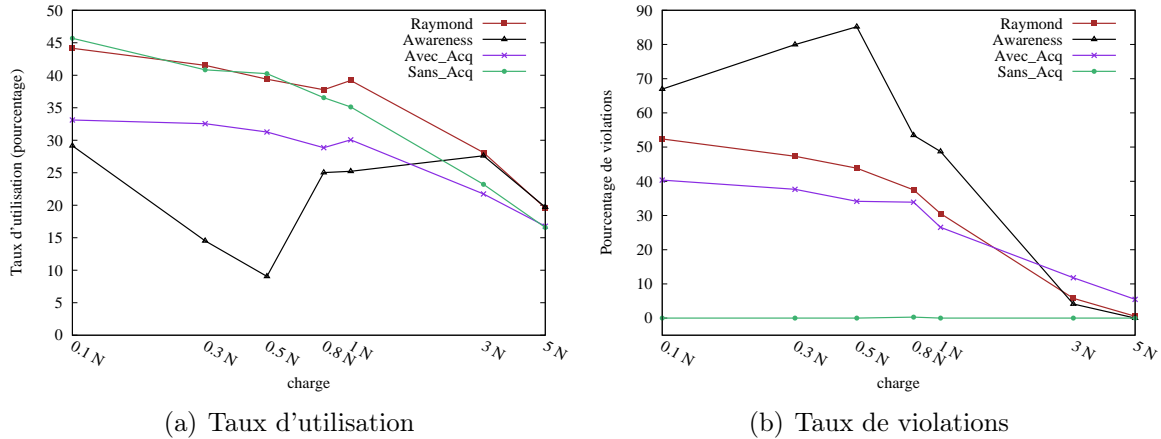 50
45
40
35
30
25
20
15
10
5
0
Taux d'utilisation (pourcentage)
Raymond
Awareness
Avec_Acq
Sans_Acq
0.1 N
0.3 N
0.5 N
0.8 N
1 N
3 N
5 N
charge
(a) Taux d'utilisation
90
80
70
60
50
40
30
20
10
0
Pourcentage de violations
Raymond
Awareness
Avec_Acq
Sans_Acq
0.1 N
0.3 N
0.5 N
0.8 N
1 N
3 N
5 N
charge
(b) Taux de violations